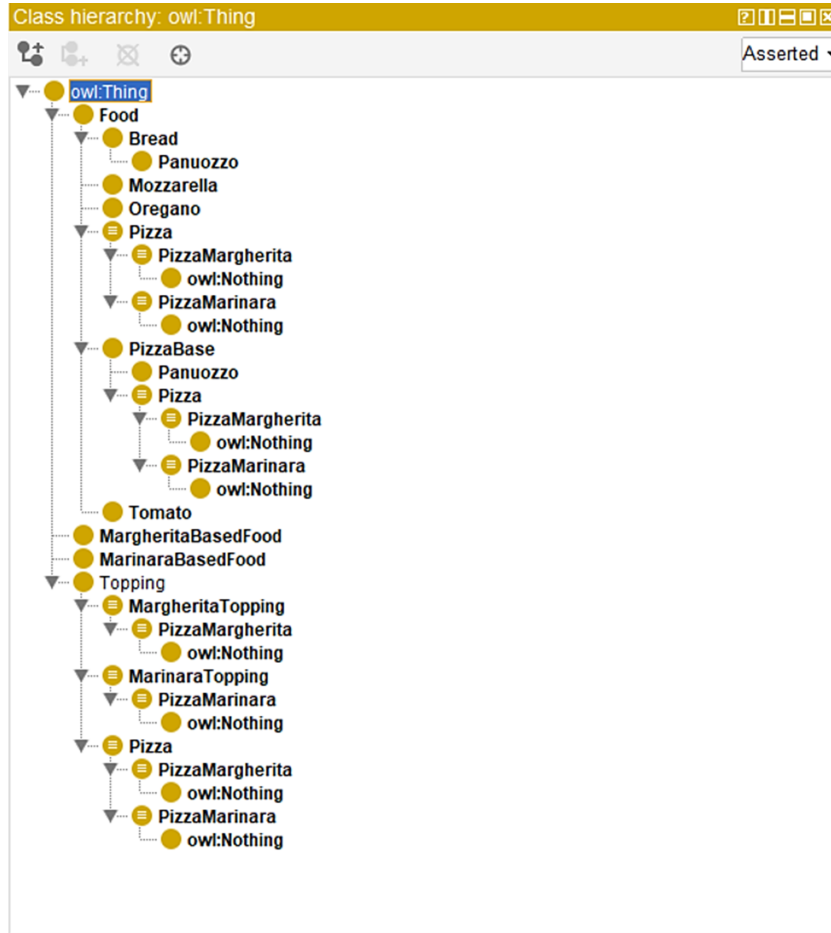 Class hierarchy: owl:Thing
Asserted
owl:Thing
Food
Bread
Panuozzo
Mozzarella
Oregano
Pizza
PizzaMargherita
owl:Nothing
PizzaMarinara
owl:Nothing
PizzaBase
Panuozzo
Pizza
PizzaMargherita
owl:Nothing
PizzaMarinara
owl:Nothing
Tomato
MargheritaBasedFood
MarinaraBasedFood
Topping
MargheritaTopping
PizzaMargherita
owl:Nothing
MarinaraTopping
PizzaMarinara
owl:Nothing
Pizza
PizzaMargherita
owl:Nothing
PizzaMarinara
owl:Nothing